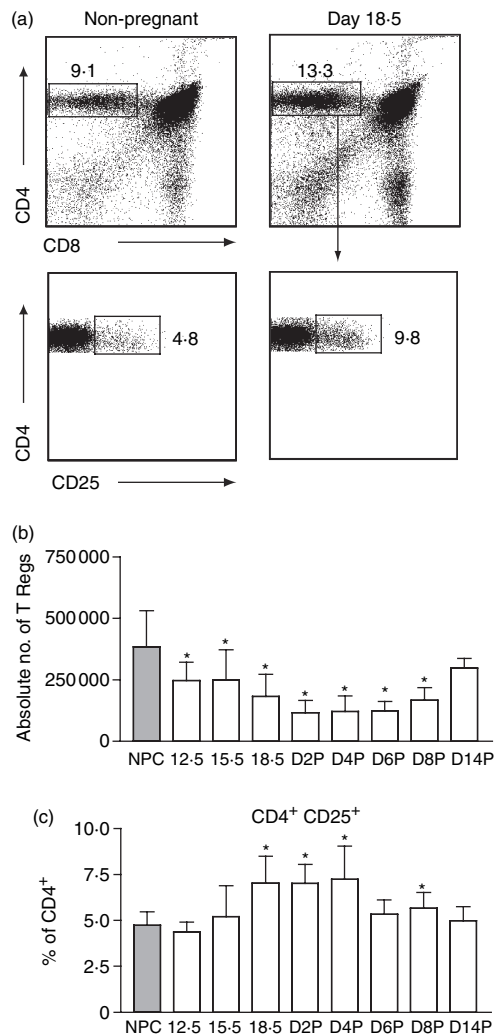 (a)
Non-pregnant
Day 18·5
9·1
13·3
CD4
CD8
4·8
9·8
CD4
CD25
(b)
750 000
500 000
250 000
0
Absolute no. of T Regs
* * * * * * *
NPC 12·5 15·5 18·5 D2P D4P D6P D8P D14P
(c)
CD4⁺ CD25⁺
10·0
7·5
5·0
2·5
0
% of CD4⁺
* * * *
NPC 12·5 15·5 18·5 D2P D4P D6P D8P D14P